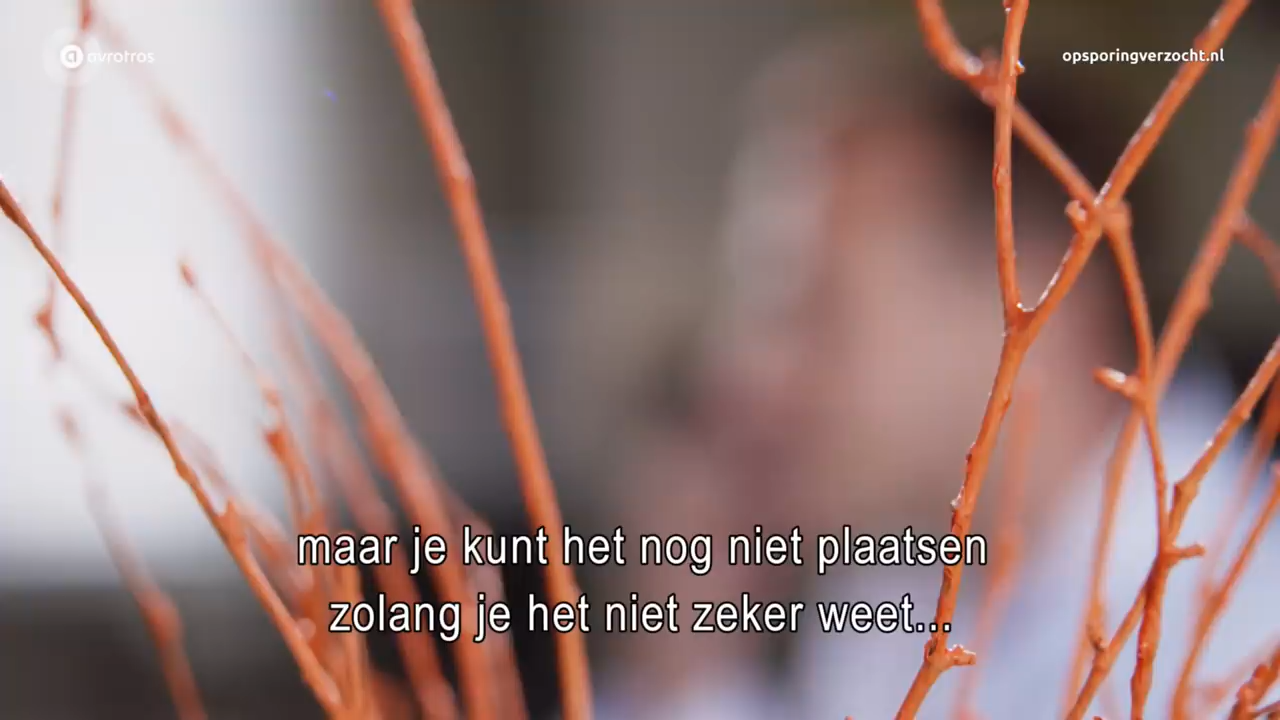 avrotros
opsporingverzocht.nl
maar je kunt het nog niet plaatsen
zolang je het niet zeker weet...